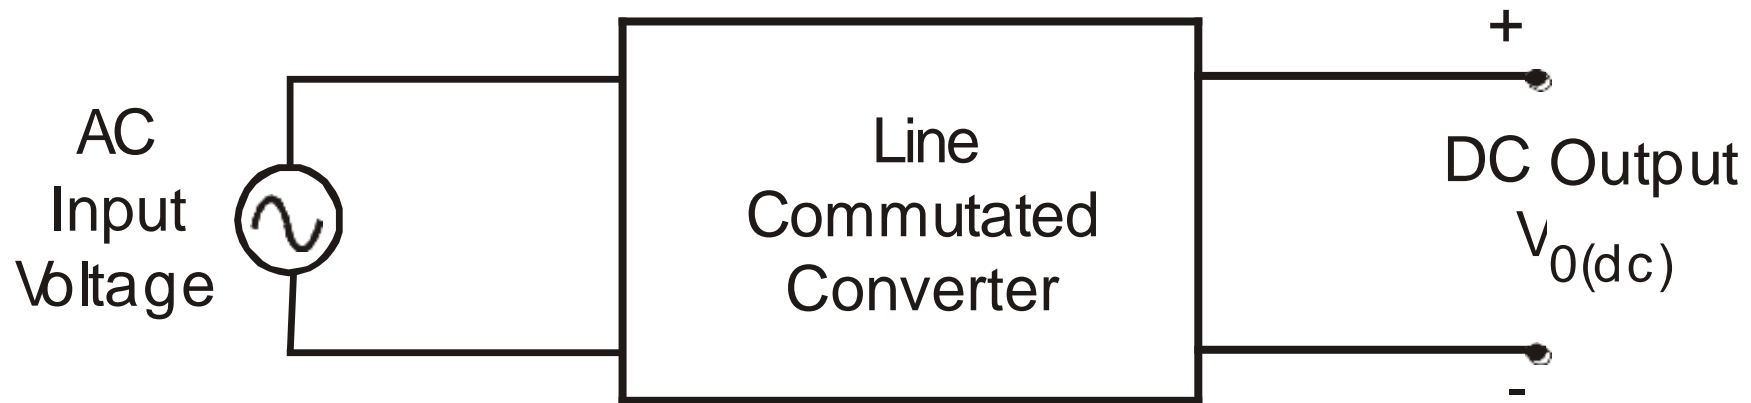 AC
Input
Voltage
Line
Commutated
Converter
+
DC Output
V0(dc)
-